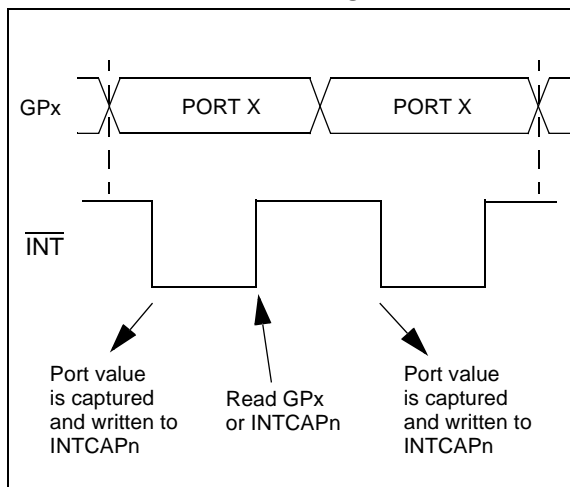 GPx
PORT X
PORT X
INT
Port value
is captured
and written to
INTCAPn
Read GPx
or INTCAPn
Port value
is captured
and written to
INTCAPn